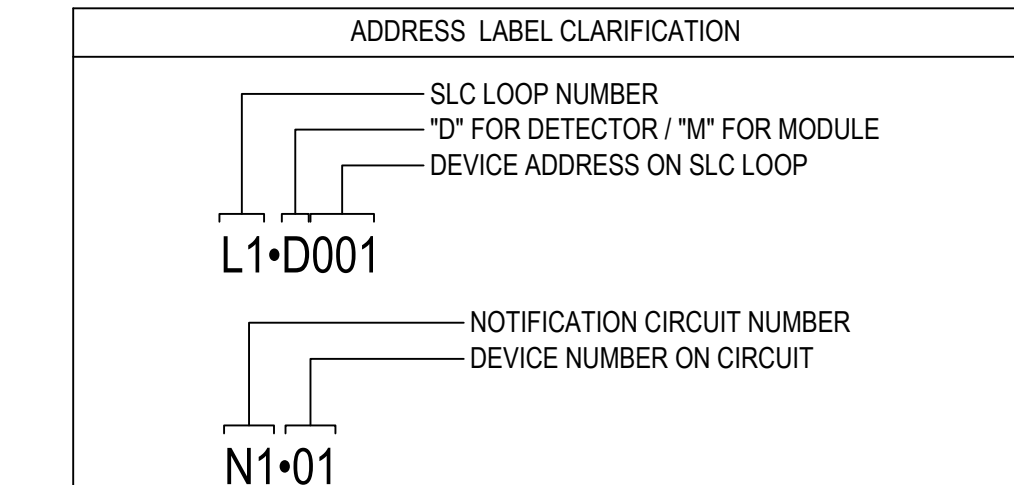 ADDRESS LABEL CLARIFICATION
SLC LOOP NUMBER
"D" FOR DETECTOR / "M" FOR MODULE
DEVICE ADDRESS ON SLC LOOP
L1•D001
NOTIFICATION CIRCUIT NUMBER
DEVICE NUMBER ON CIRCUIT
N1•01